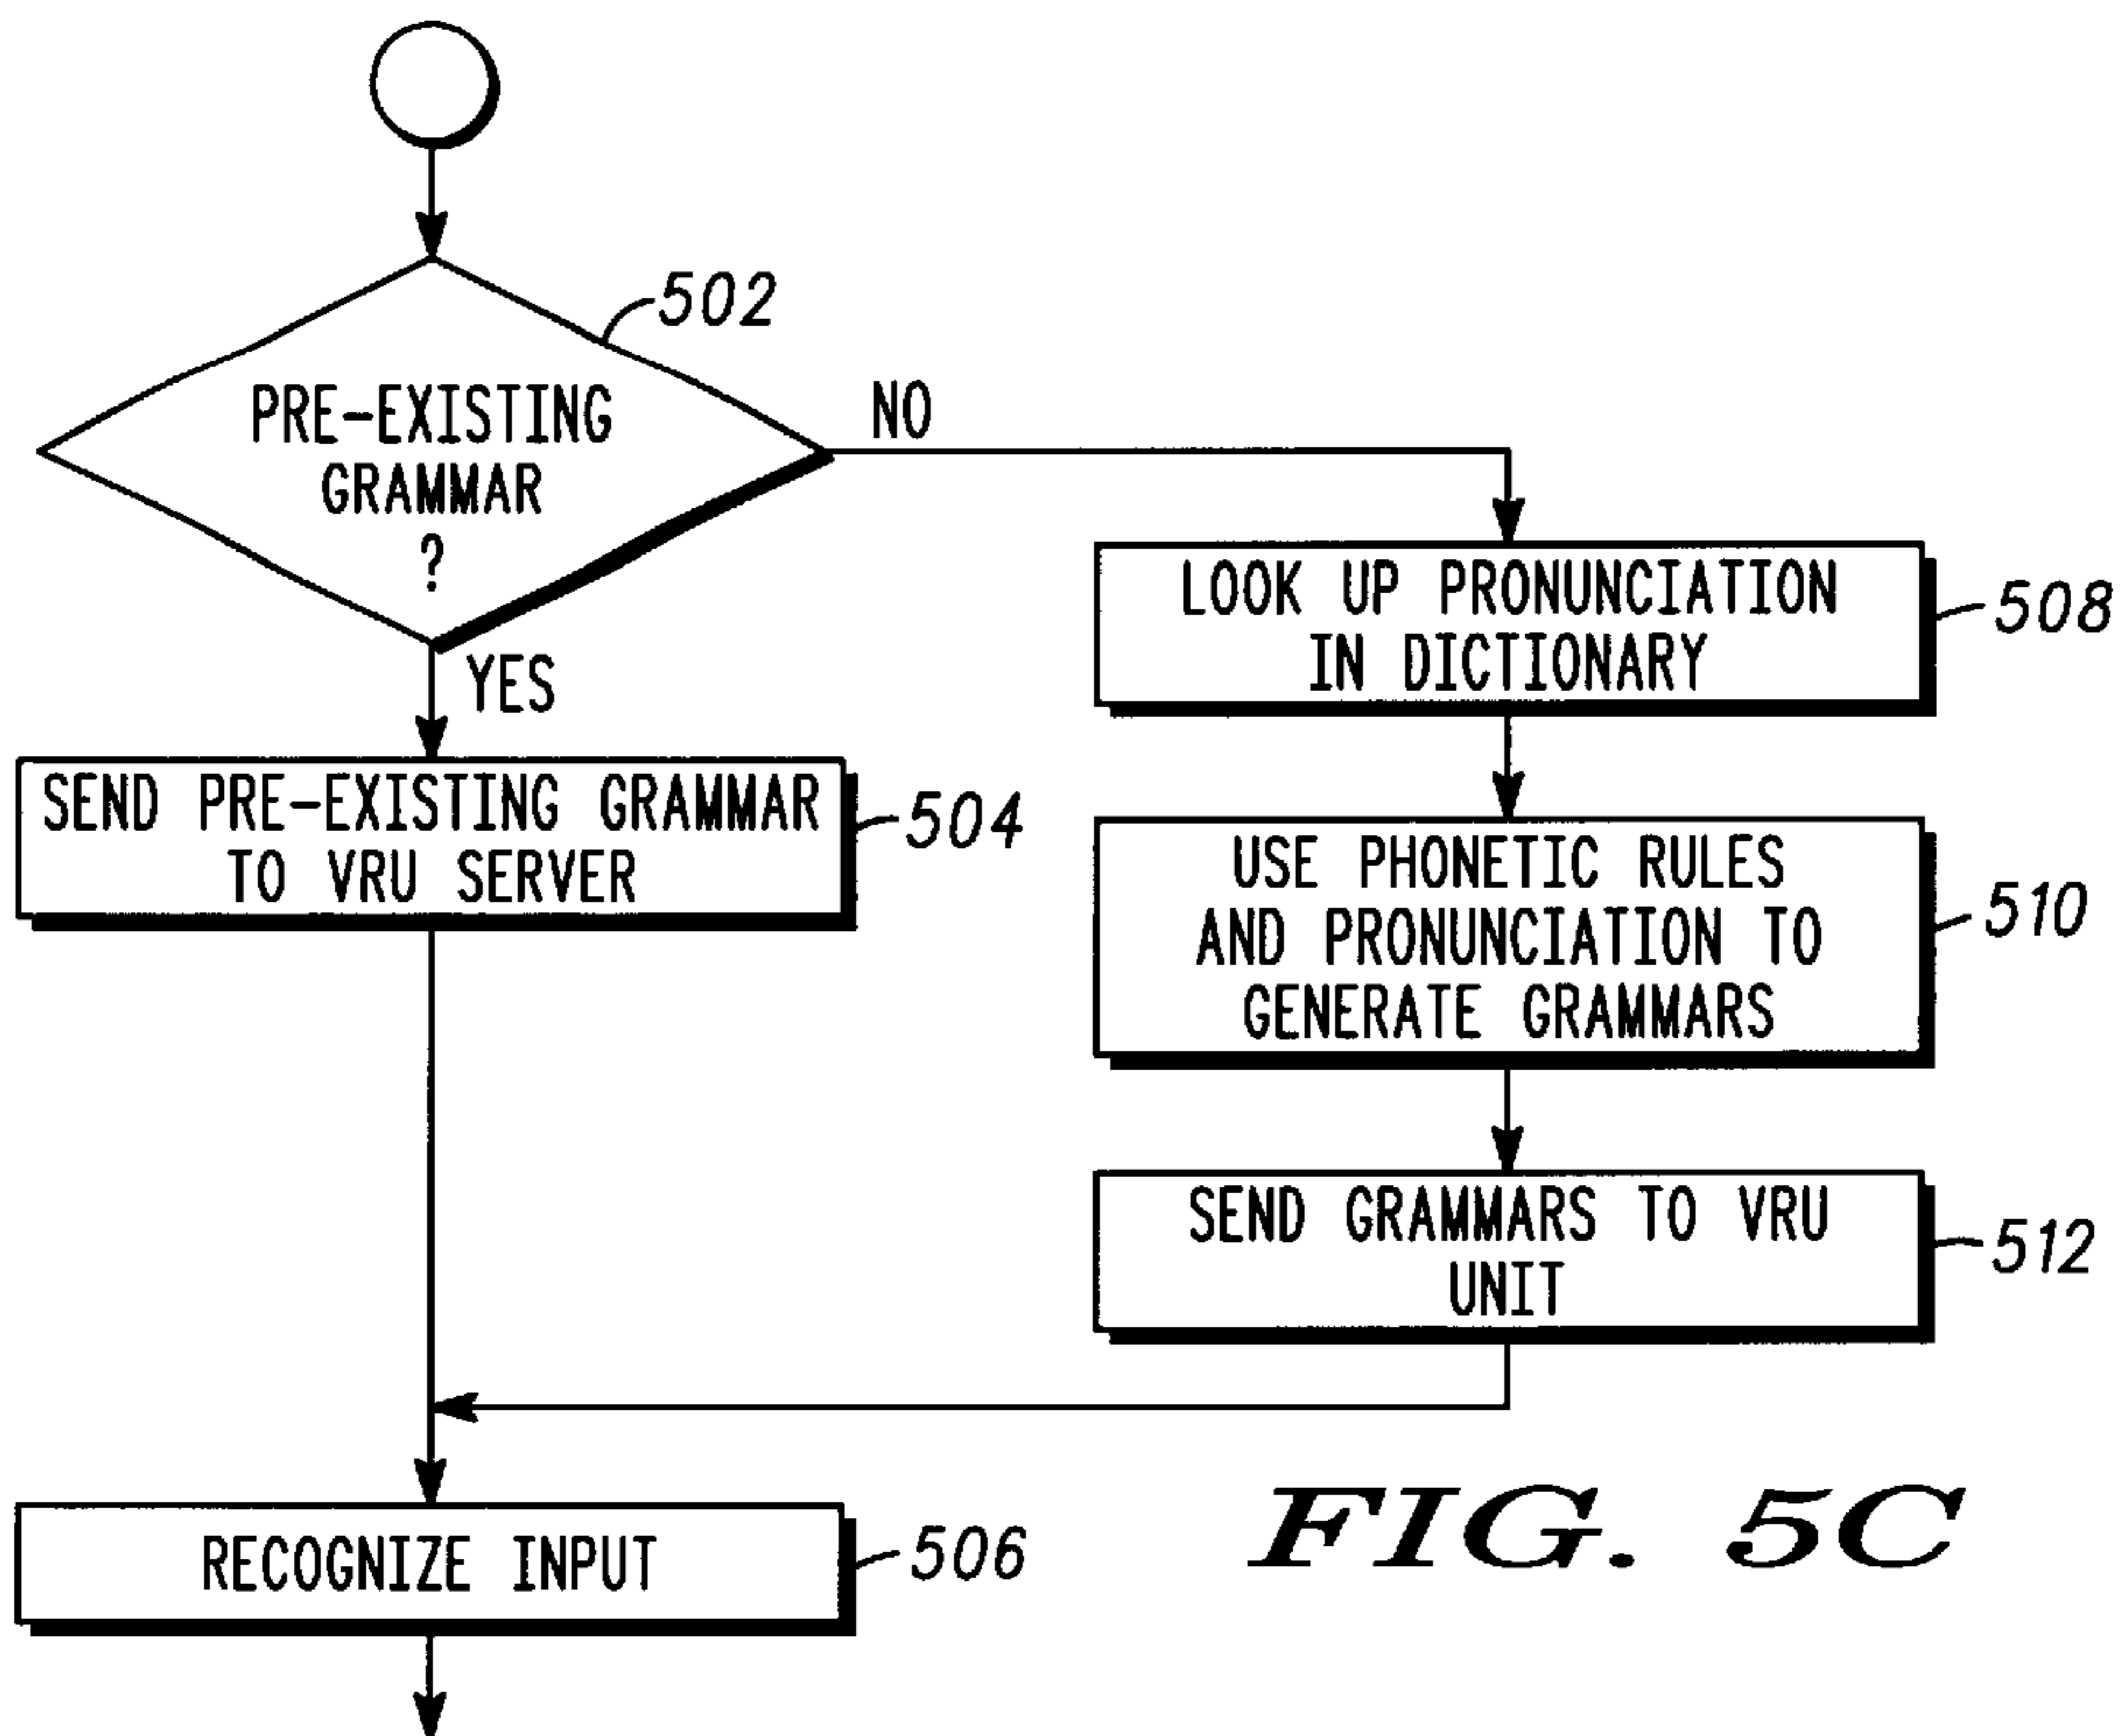 502
PRE-EXISTING
GRAMMAR
?
NO
YES
SEND PRE-EXISTING GRAMMAR
TO VRU SERVER
504
LOOK UP PRONUNCIATION
IN DICTIONARY
508
USE PHONETIC RULES
AND PRONUNCIATION TO
GENERATE GRAMMARS
510
SEND GRAMMARS TO VRU
UNIT
512
RECOGNIZE INPUT
506
FIG. 5C